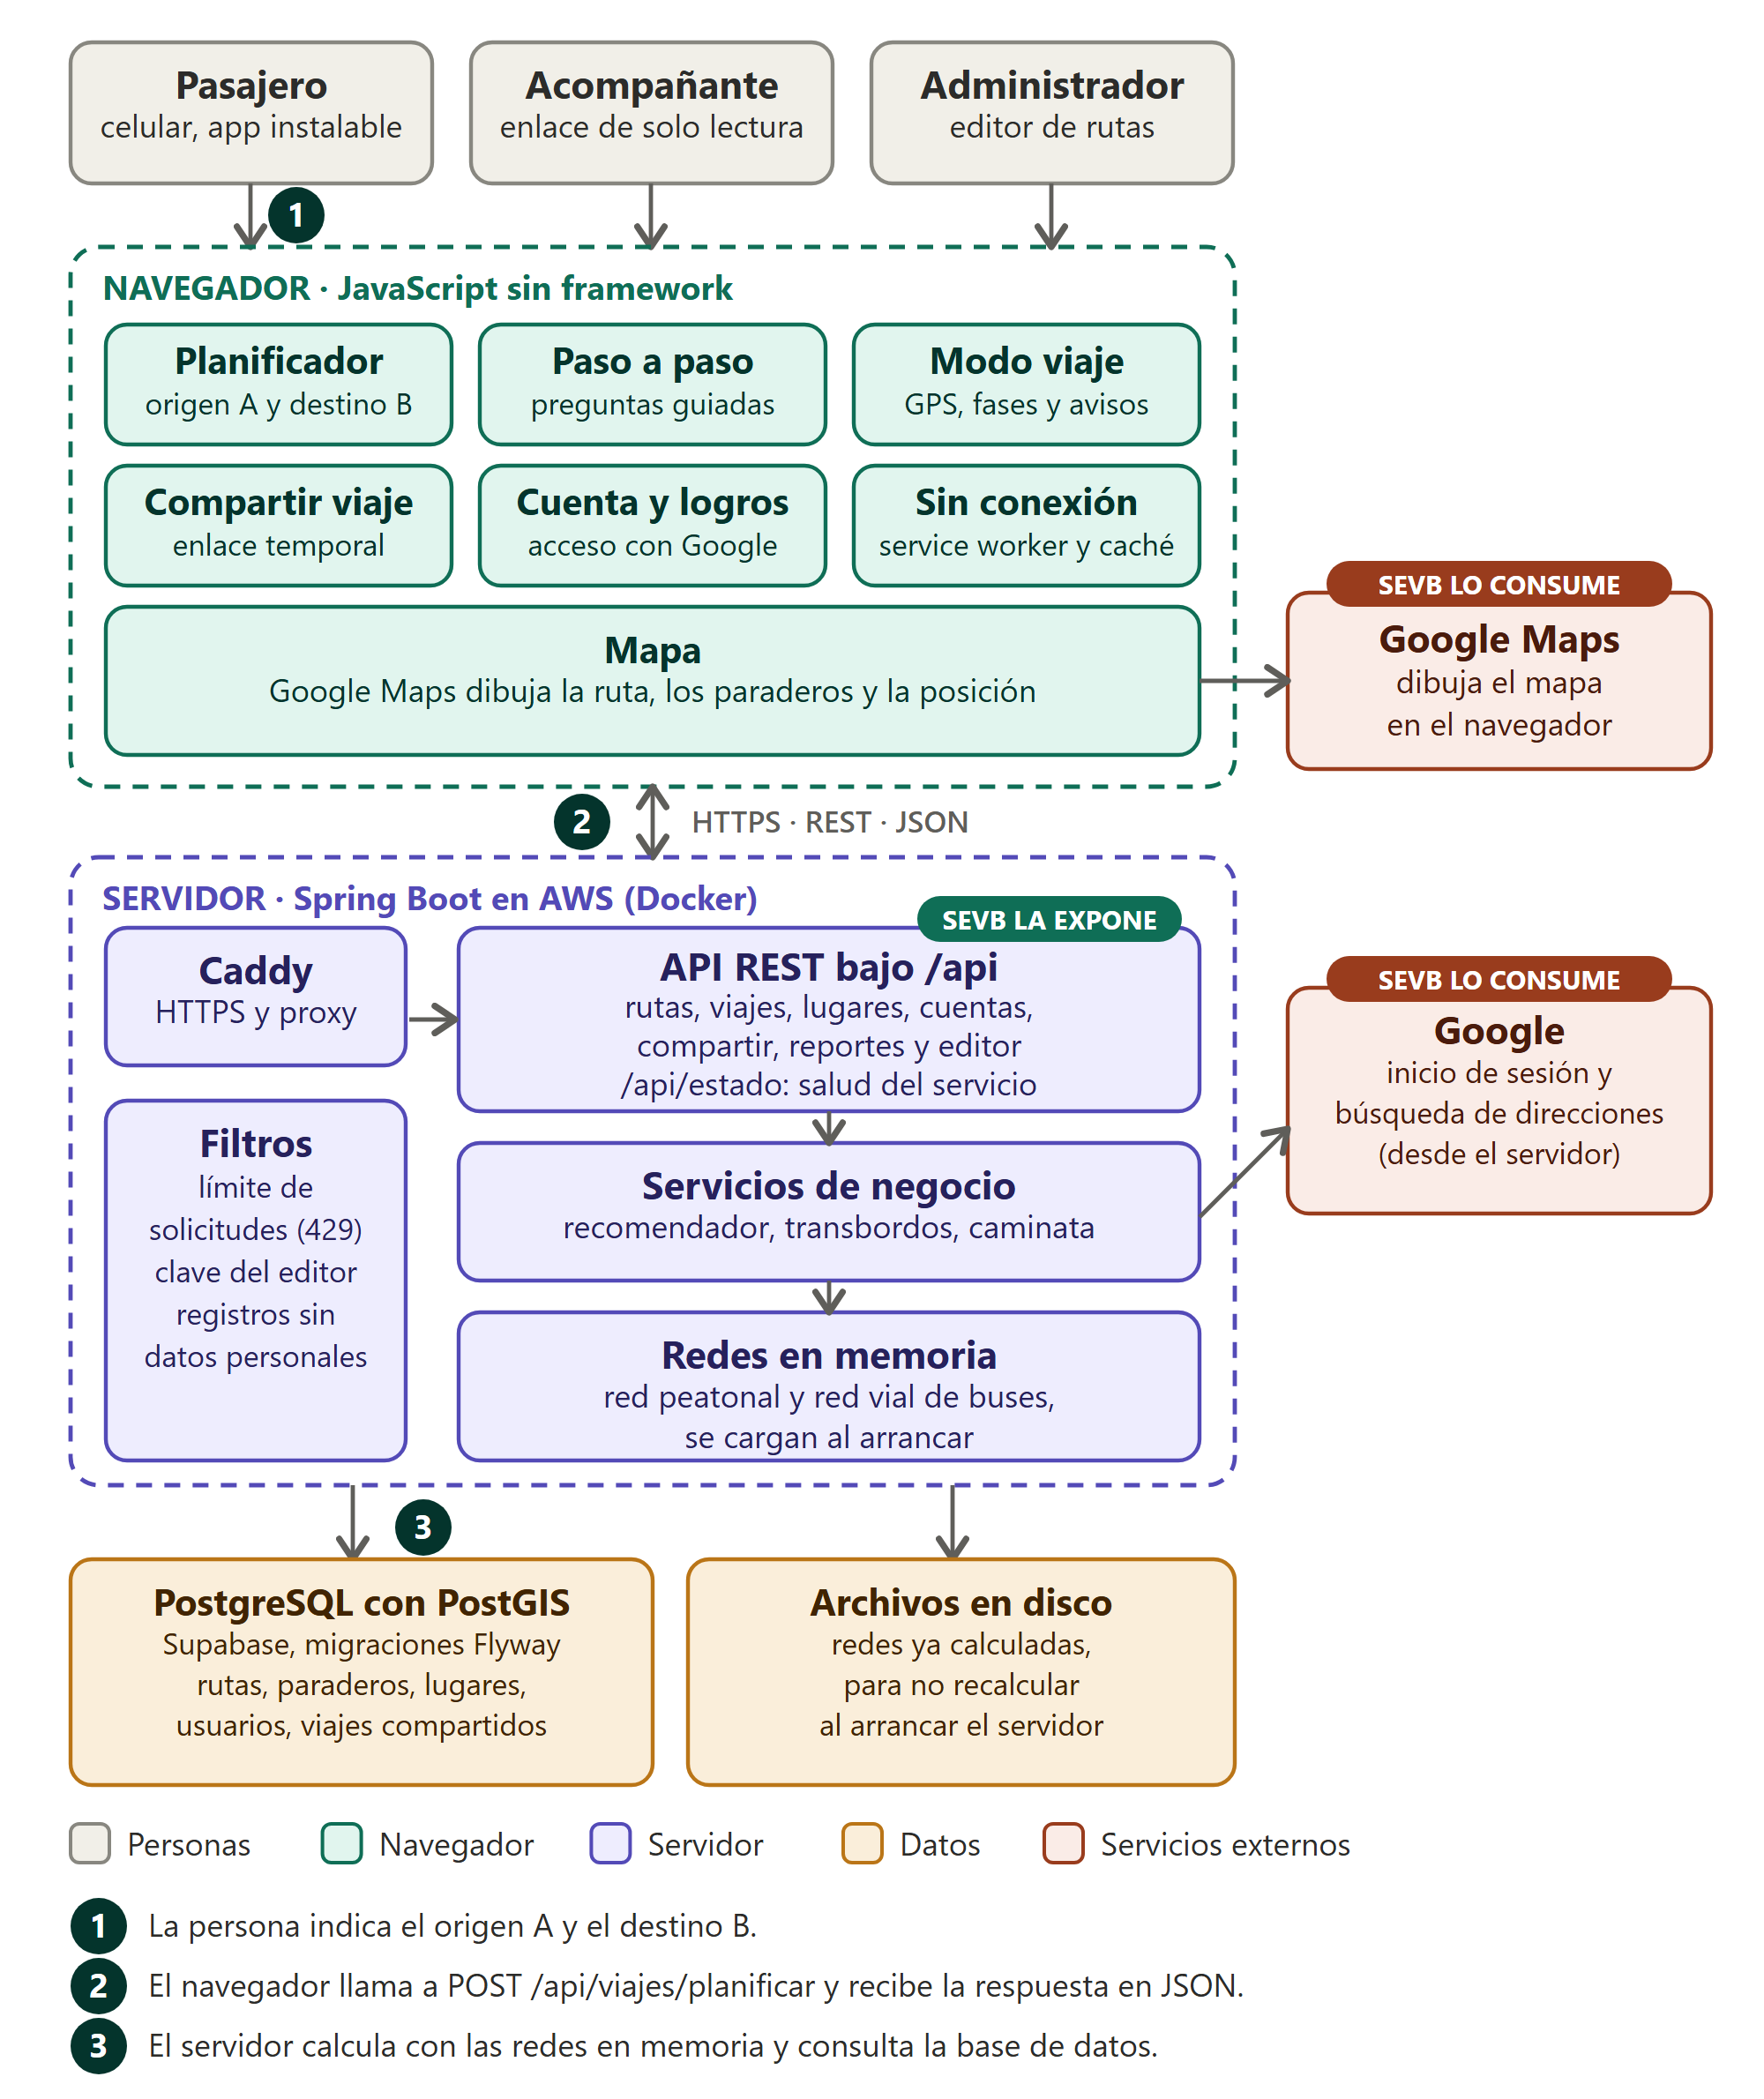 Pasajero
celular, app instalable
Acompañante
enlace de solo lectura
Administrador
editor de rutas
1
NAVEGADOR · JavaScript sin framework
Planificador
origen A y destino B
Paso a paso
preguntas guiadas
Modo viaje
GPS, fases y avisos
Compartir viaje
enlace temporal
Cuenta y logros
acceso con Google
Sin conexión
service worker y caché
Mapa
Google Maps dibuja la ruta, los paraderos y la posición
SEVB LO CONSUME
Google Maps
dibuja el mapa
en el navegador
2
HTTPS · REST · JSON
SERVIDOR · Spring Boot en AWS (Docker)
Caddy
HTTPS y proxy
SEVB LA EXPONE
API REST bajo /api
rutas, viajes, lugares, cuentas,
compartir, reportes y editor
/api/estado: salud del servicio
Filtros
límite de
solicitudes (429)
clave del editor
registros sin
datos personales
Servicios de negocio
recomendador, transbordos, caminata
Redes en memoria
red peatonal y red vial de buses,
se cargan al arrancar
SEVB LO CONSUME
Google
inicio de sesión y
búsqueda de direcciones
(desde el servidor)
3
PostgreSQL con PostGIS
Supabase, migraciones Flyway
rutas, paraderos, lugares,
usuarios, viajes compartidos
Archivos en disco
redes ya calculadas,
para no recalcular
al arrancar el servidor
Personas
Navegador
Servidor
Datos
Servicios externos
1 La persona indica el origen A y el destino B.
2 El navegador llama a POST /api/viajes/planificar y recibe la respuesta en JSON.
3 El servidor calcula con las redes en memoria y consulta la base de datos.